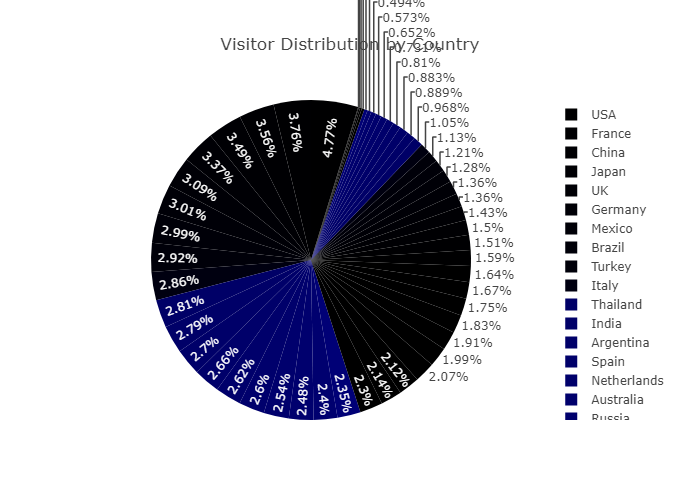 0.494%
0.573%
0.652%
Visitor Distribution by Country
0.731%
0.81%
0.883%
0.889%
0.968%
1.05%
1.13%
1.21%
1.28%
1.36%
1.36%
1.43%
1.5%
1.51%
1.59%
1.64%
1.67%
1.75%
1.83%
1.91%
1.99%
2.07%
2.12%
2.14%
2.3%
2.35%
2.4%
2.48%
2.54%
2.6%
2.62%
2.66%
2.7%
2.79%
2.81%
2.86%
2.92%
2.99%
3.01%
3.09%
3.37%
3.49%
3.56%
3.76%
4.77%
USA
France
China
Japan
UK
Germany
Mexico
Brazil
Turkey
Italy
Thailand
India
Argentina
Spain
Netherlands
Australia
Russia